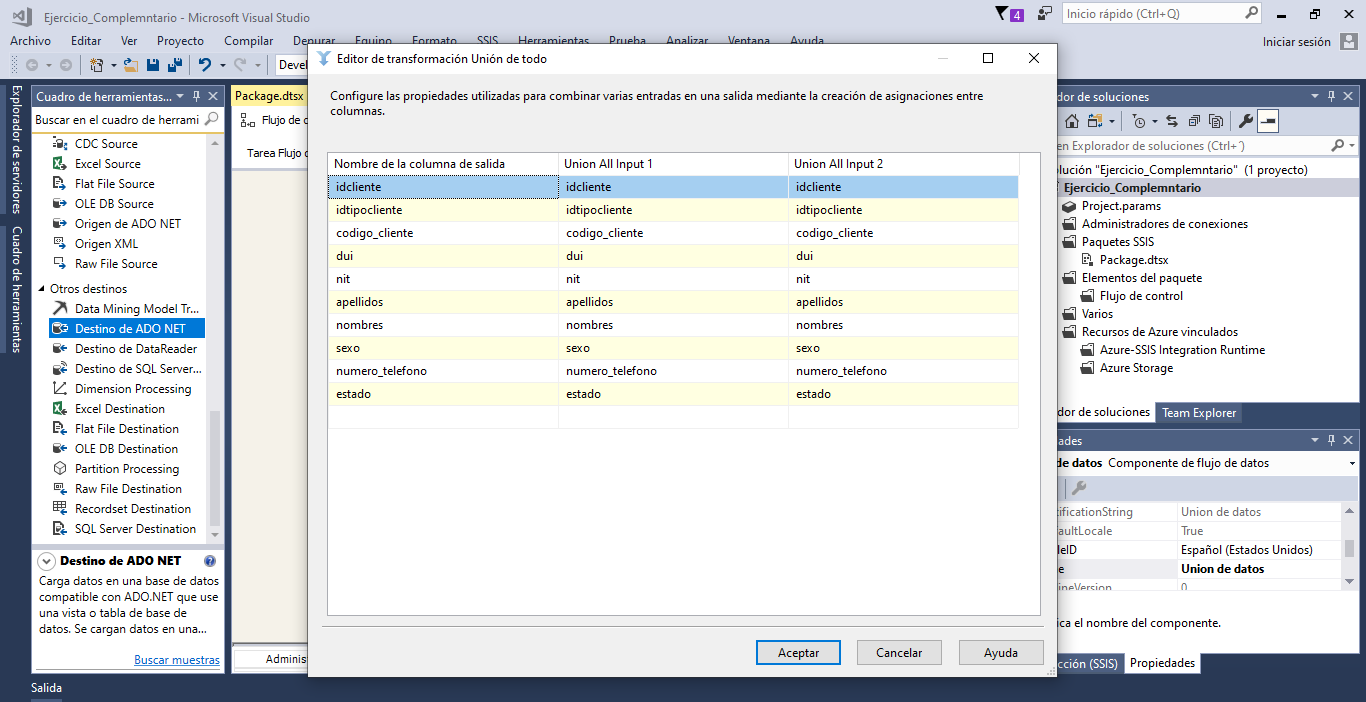 Ejercicio_Complemntario - Microsoft Visual Studio
4
Inicio rápido (Ctrl+Q)
Archivo Editar Ver Proyecto Compilar Depurar Equipo Formato SSIS Herramientas Prueba Analizar Ventana Ayuda
Iniciar sesión
Devel
Explorador de servidores
Cuadro de herramientas
Cuadro de herramientas...
Buscar en el cuadro de herrami
CDC Source
Excel Source
Flat File Source
OLE DB Source
Origen de ADO NET
Origen XML
Raw File Source
Otros destinos
Data Mining Model Tr...
Destino de ADO NET
Destino de DataReader
Destino de SQL Server...
Dimension Processing
Excel Destination
Flat File Destination
OLE DB Destination
Partition Processing
Raw File Destination
Recordset Destination
SQL Server Destination
Destino de ADO NET
Carga datos en una base de datos
compatible con ADO.NET que use
una vista o tabla de base de
datos. Se cargan datos en una...
Buscar muestras
Salida
Package.dtsx
Flujo de c
Tarea Flujo d
Adminis
Editor de transformación Unión de todo
Configure las propiedades utilizadas para combinar varias entradas en una salida mediante la creación de asignaciones entre
columnas.
Nombre de la columna de salida Union All Input 1 Union All Input 2
idcliente idcliente idcliente
idtipocliente idtipocliente idtipocliente
codigo_cliente codigo_cliente codigo_cliente
dui dui dui
nit nit nit
apellidos apellidos apellidos
nombres nombres nombres
sexo sexo sexo
numero_telefono numero_telefono numero_telefono
estado estado estado
Aceptar Cancelar Ayuda
dor de soluciones
en Explorador de soluciones (Ctrl+´)
olución "Ejercicio_Complemntario" (1 proyecto)
Ejercicio_Complemntario
Project.params
Administradores de conexiones
Paquetes SSIS
Package.dtsx
Elementos del paquete
Flujo de control
Varios
Recursos de Azure vinculados
Azure-SSIS Integration Runtime
Azure Storage
dor de soluciones Team Explorer
ades
de datos Componente de flujo de datos
tificationString Union de datos
aultLocale True
leID Español (Estados Unidos)
e Union de datos
ineVersion 0
ica el nombre del componente.
cción (SSIS) Propiedades